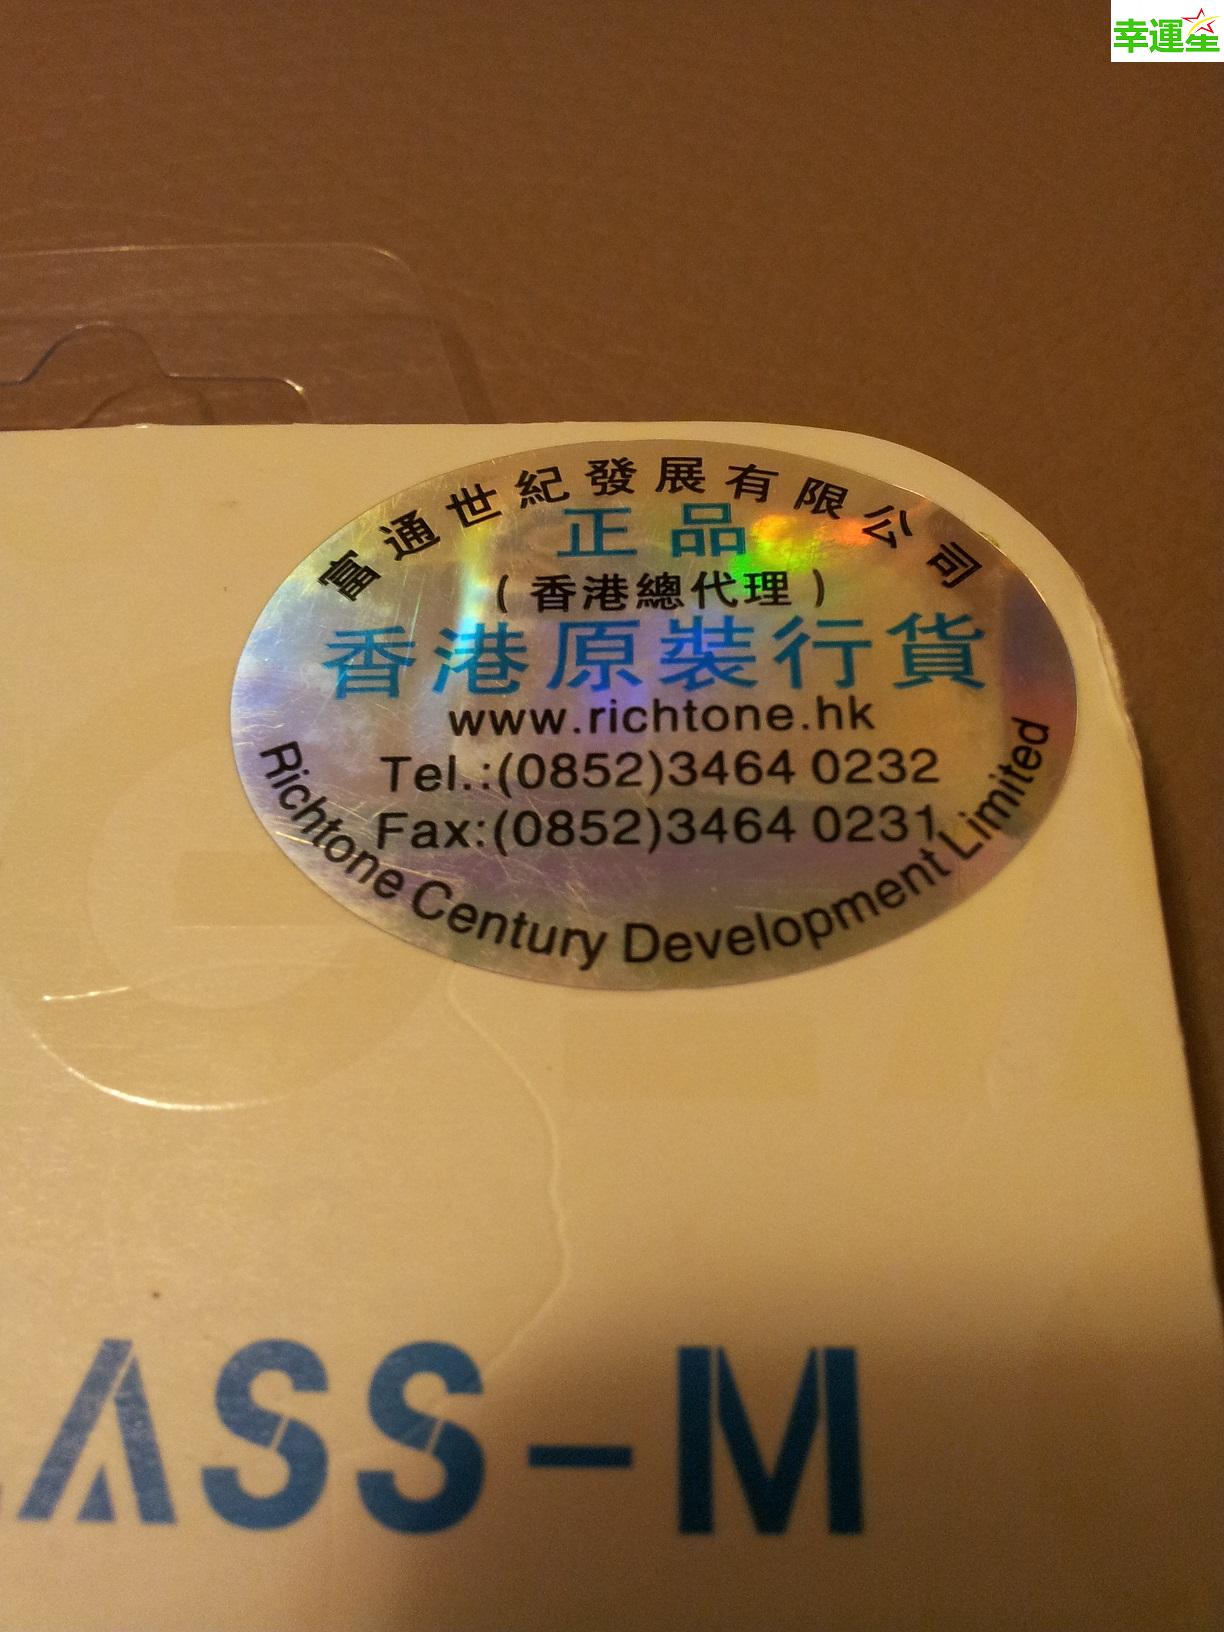 幸運星
富通世紀發展有限公司
正品
(香港總代理)
香港原裝行貨
www.richtone.hk
Tel.:(0852)3464 0232
Fax:(0852)3464 0231
Richtone Century Development Limited
ASS-M